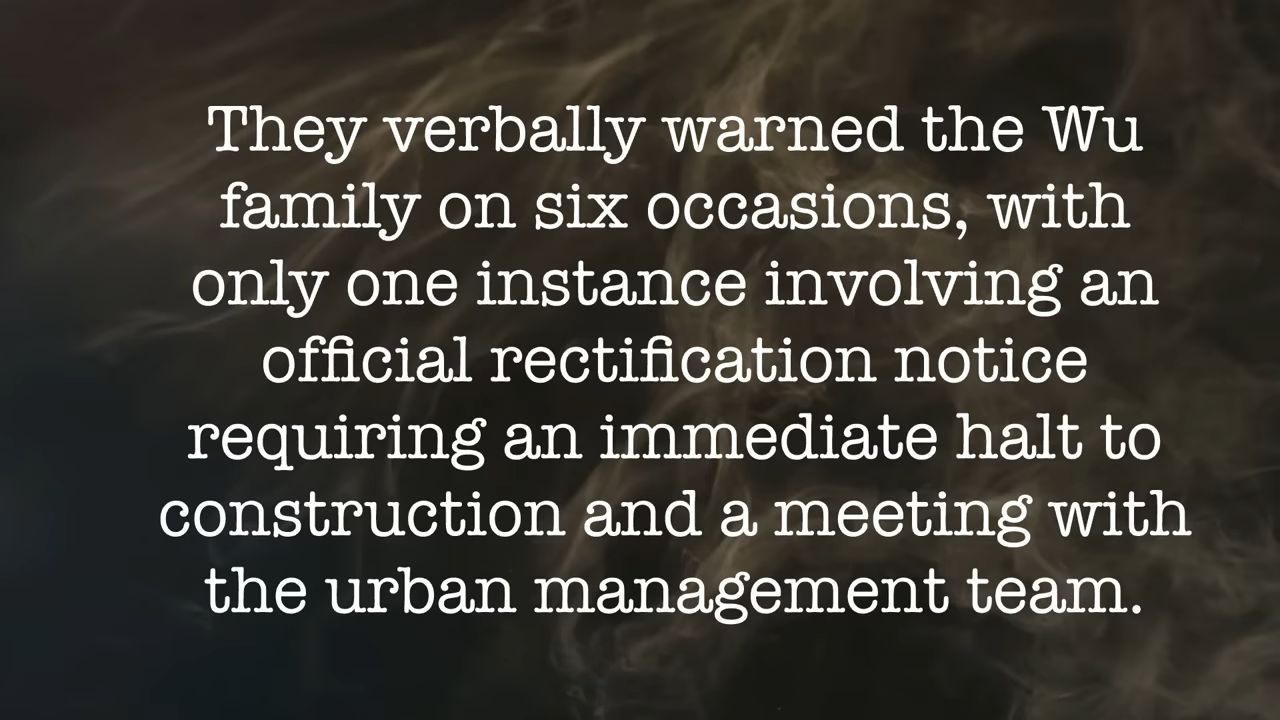 They verbally warned the Wu
family on six occasions, with
only one instance involving an
official rectification notice
requiring an immediate halt to
construction and a meeting with
the urban management team.